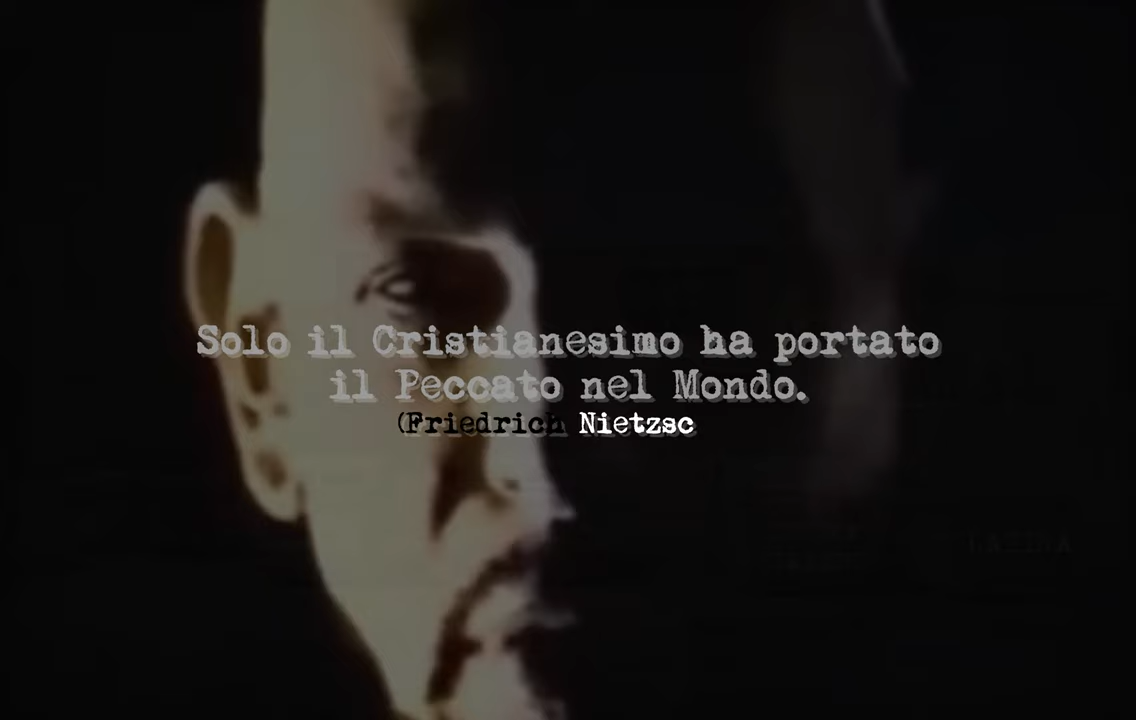 Solo il Cristianesimo ha portato
il Peccato nel Mondo.
(Friedrich Nietzsc